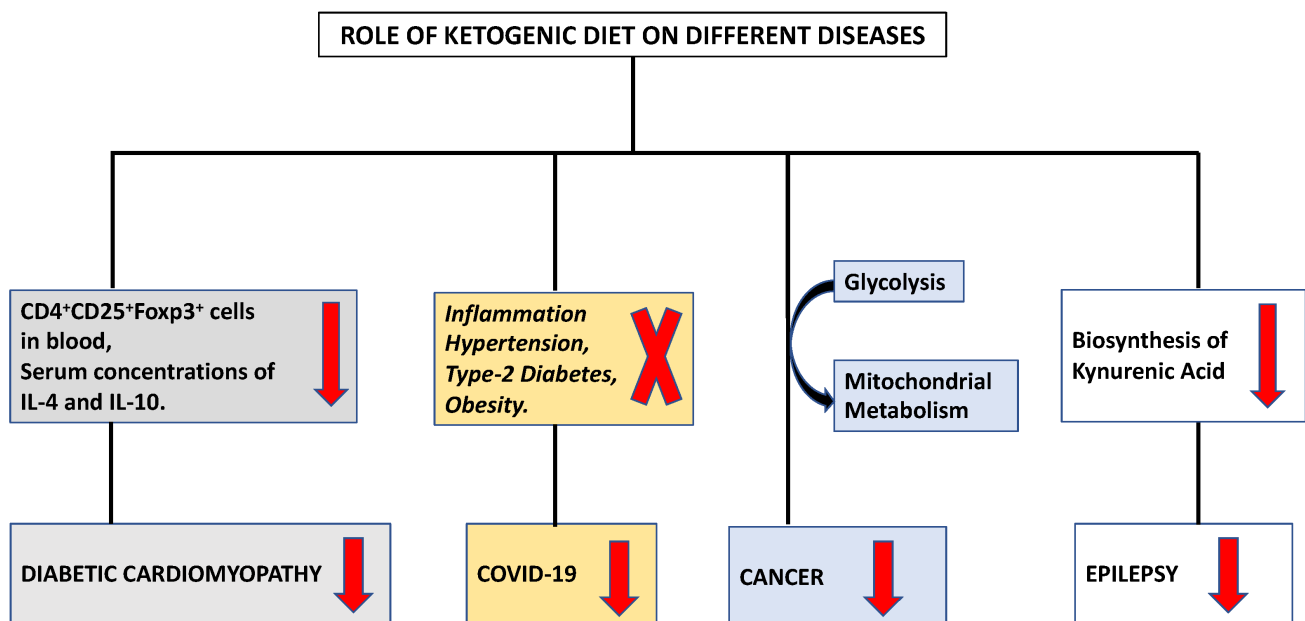 ROLE OF KETOGENIC DIET ON DIFFERENT DISEASES
CD4⁺CD25⁺Foxp3⁺ cells
in blood,
Serum concentrations of
IL-4 and IL-10.
Inflammation
Hypertension,
Type-2 Diabetes,
Obesity.
Glycolysis
Mitochondrial
Metabolism
Biosynthesis of
Kynurenic Acid
DIABETIC CARDIOMYOPATHY
COVID-19
CANCER
EPILEPSY